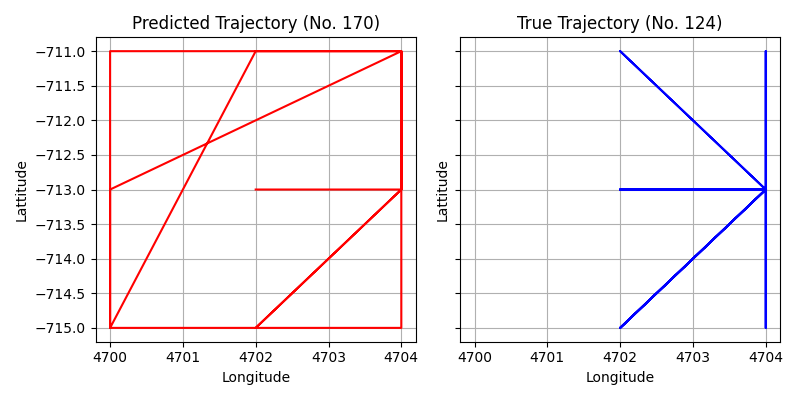 Predicted Trajectory (No. 170)
True Trajectory (No. 124)
−711.0
−711.5
−712.0
−712.5
−713.0
−713.5
−714.0
−714.5
−715.0
Lattitude
Lattitude
4700 4701 4702 4703 4704
4700 4701 4702 4703 4704
Longitude
Longitude